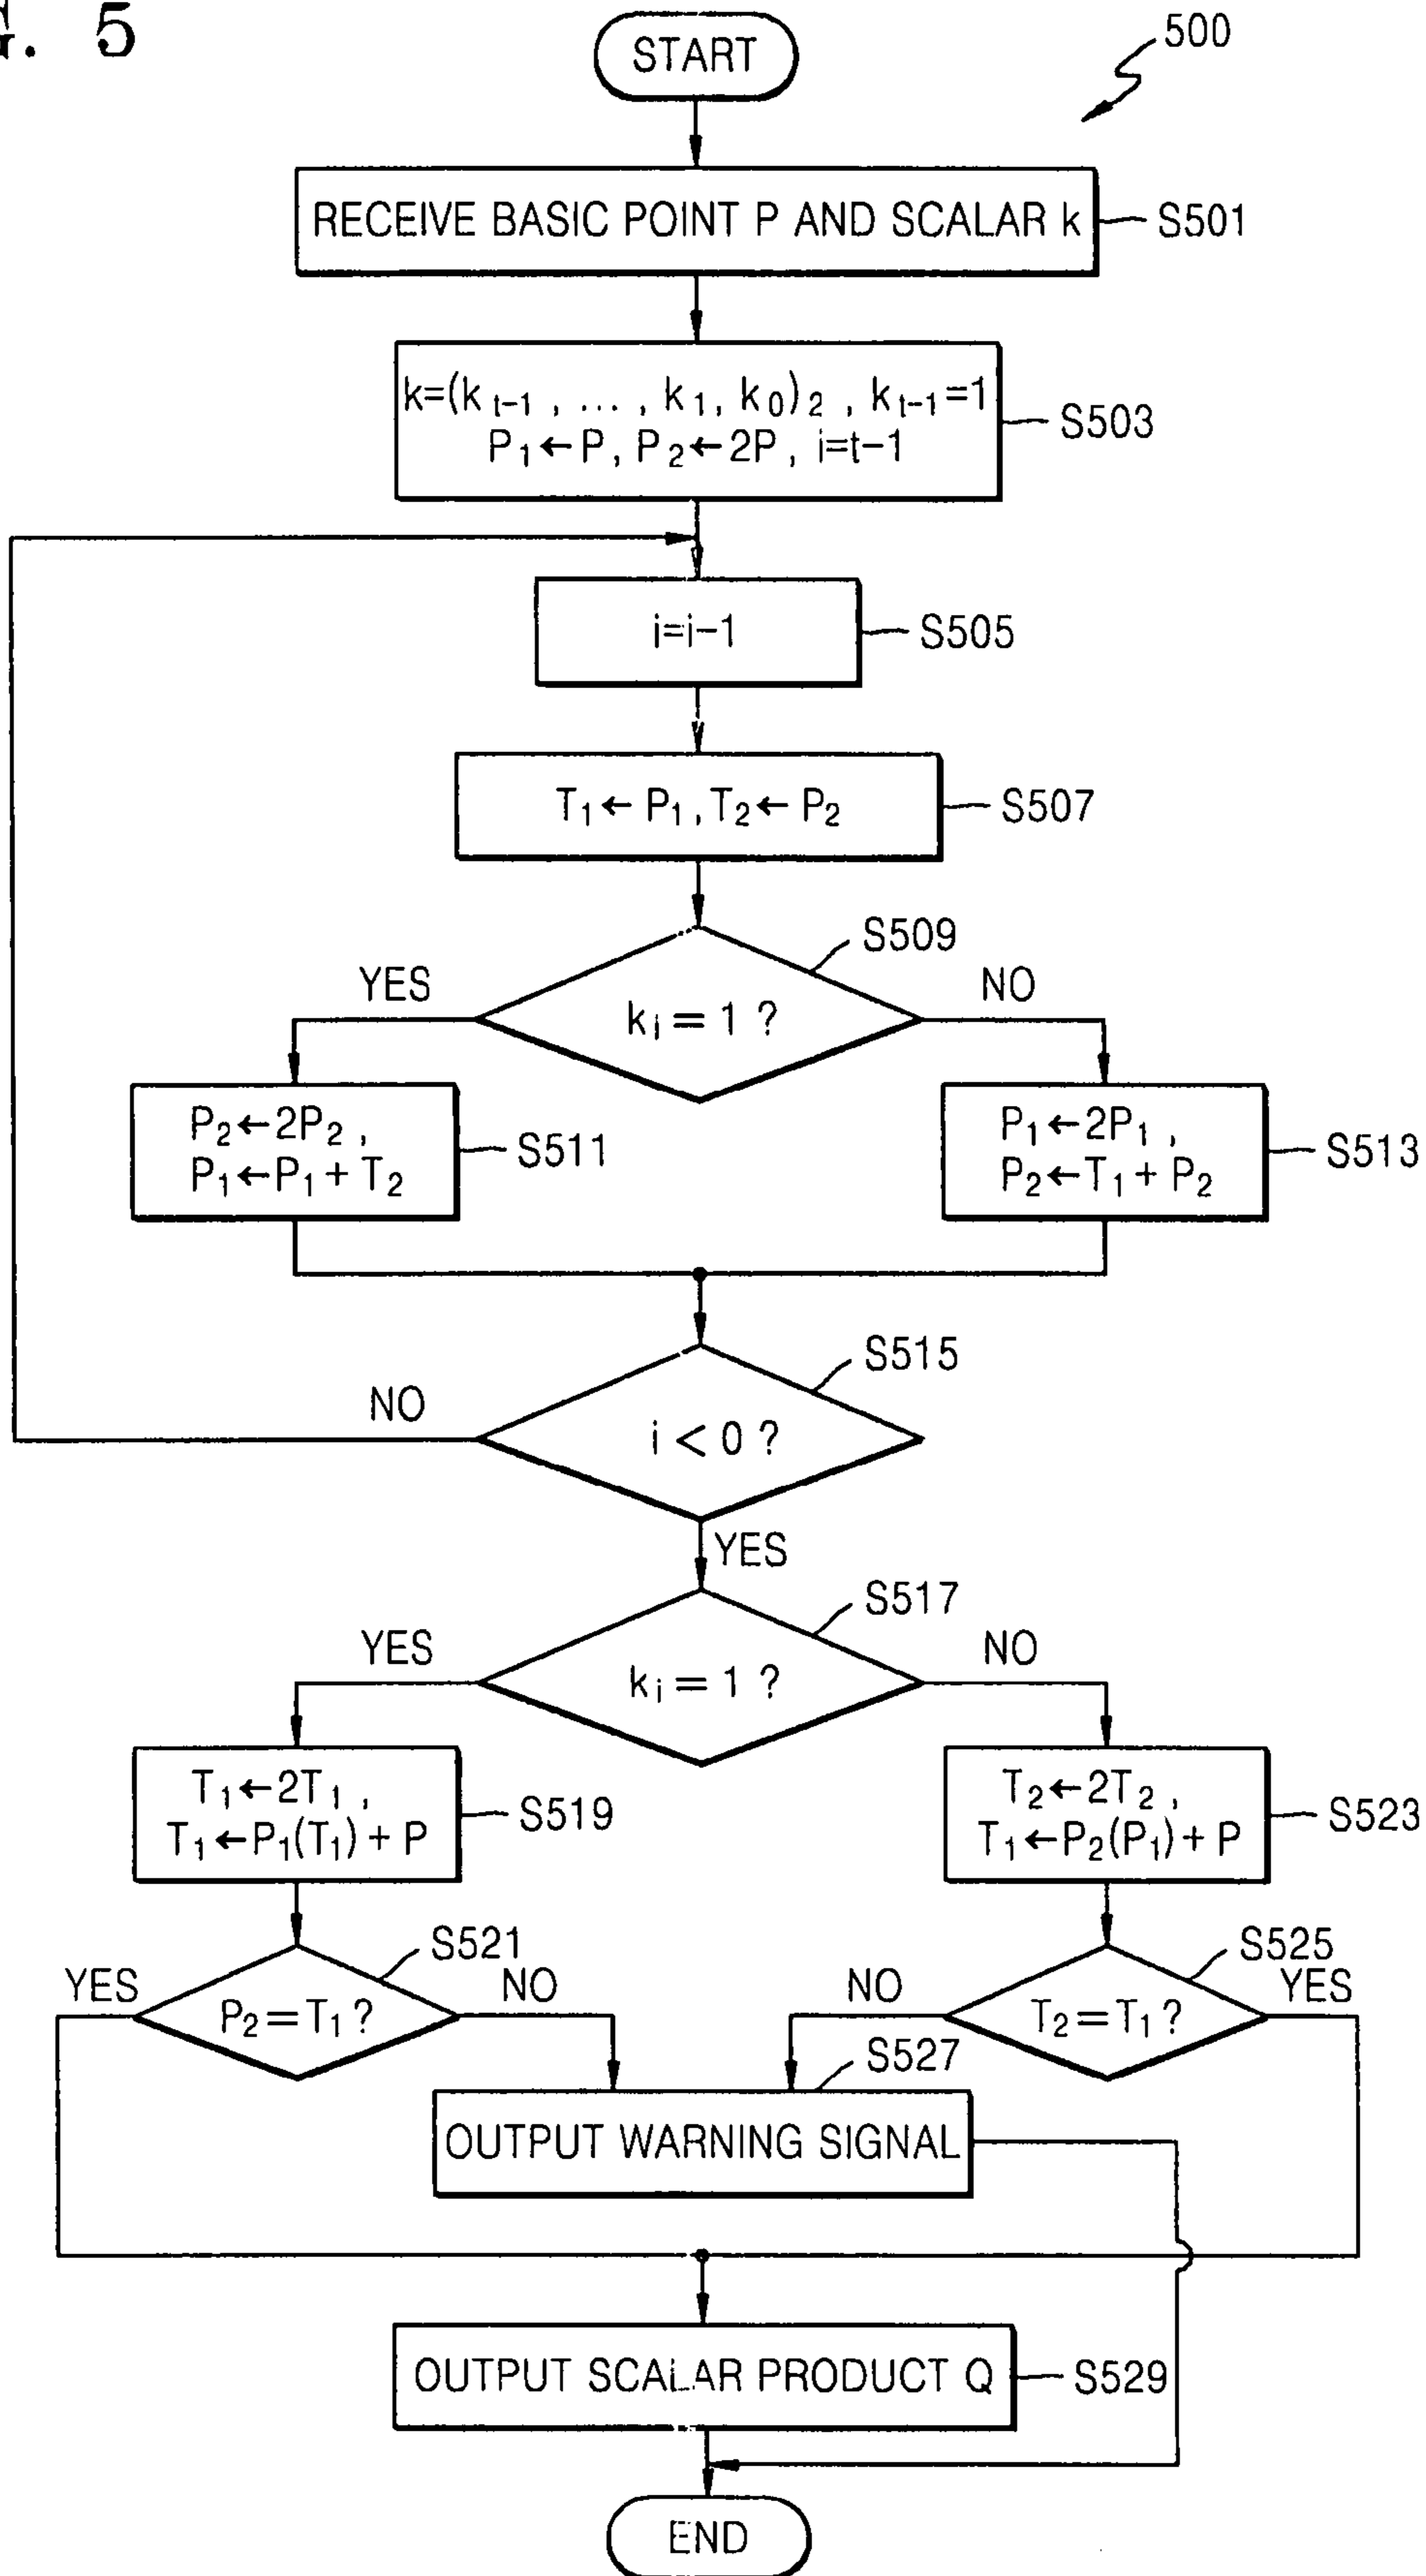 G. 5
500
START
RECEIVE BASIC POINT P AND SCALAR k
S501
k=(k t-1 , ... , k1, k0)2 , k t-1=1
P1←P, P2←2P, i=t-1
S503
i=i-1
S505
T1←P1, T2←P2
S507
S509
YES
ki = 1 ?
NO
P2←2P2 ,
P1←P1 + T2
S511
P1←2P1 ,
P2←T1 + P2
S513
S515
NO
i < 0 ?
YES
S517
YES
ki = 1 ?
NO
T1←2T1 ,
T1←P1(T1) + P
S519
T2←2T2 ,
T1←P2(P1) + P
S523
S521
YES
P2=T1?
NO
S525
NO
T2=T1?
YES
S527
OUTPUT WARNING SIGNAL
OUTPUT SCALAR PRODUCT Q
S529
END